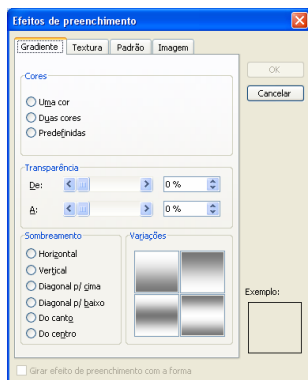 Efeitos de preenchimento
Gradiente Textura Padrão Imagem
OK
Cancelar
Cores
Uma cor
Duas cores
Predefinidas
Transparência
De: 0 %
A: 0 %
Sombreamento
Variações
Horizontal
Vertical
Diagonal p/ cima
Diagonal p/ baixo
Do canto
Do centro
Exemplo:
Girar efeito de preenchimento com a forma